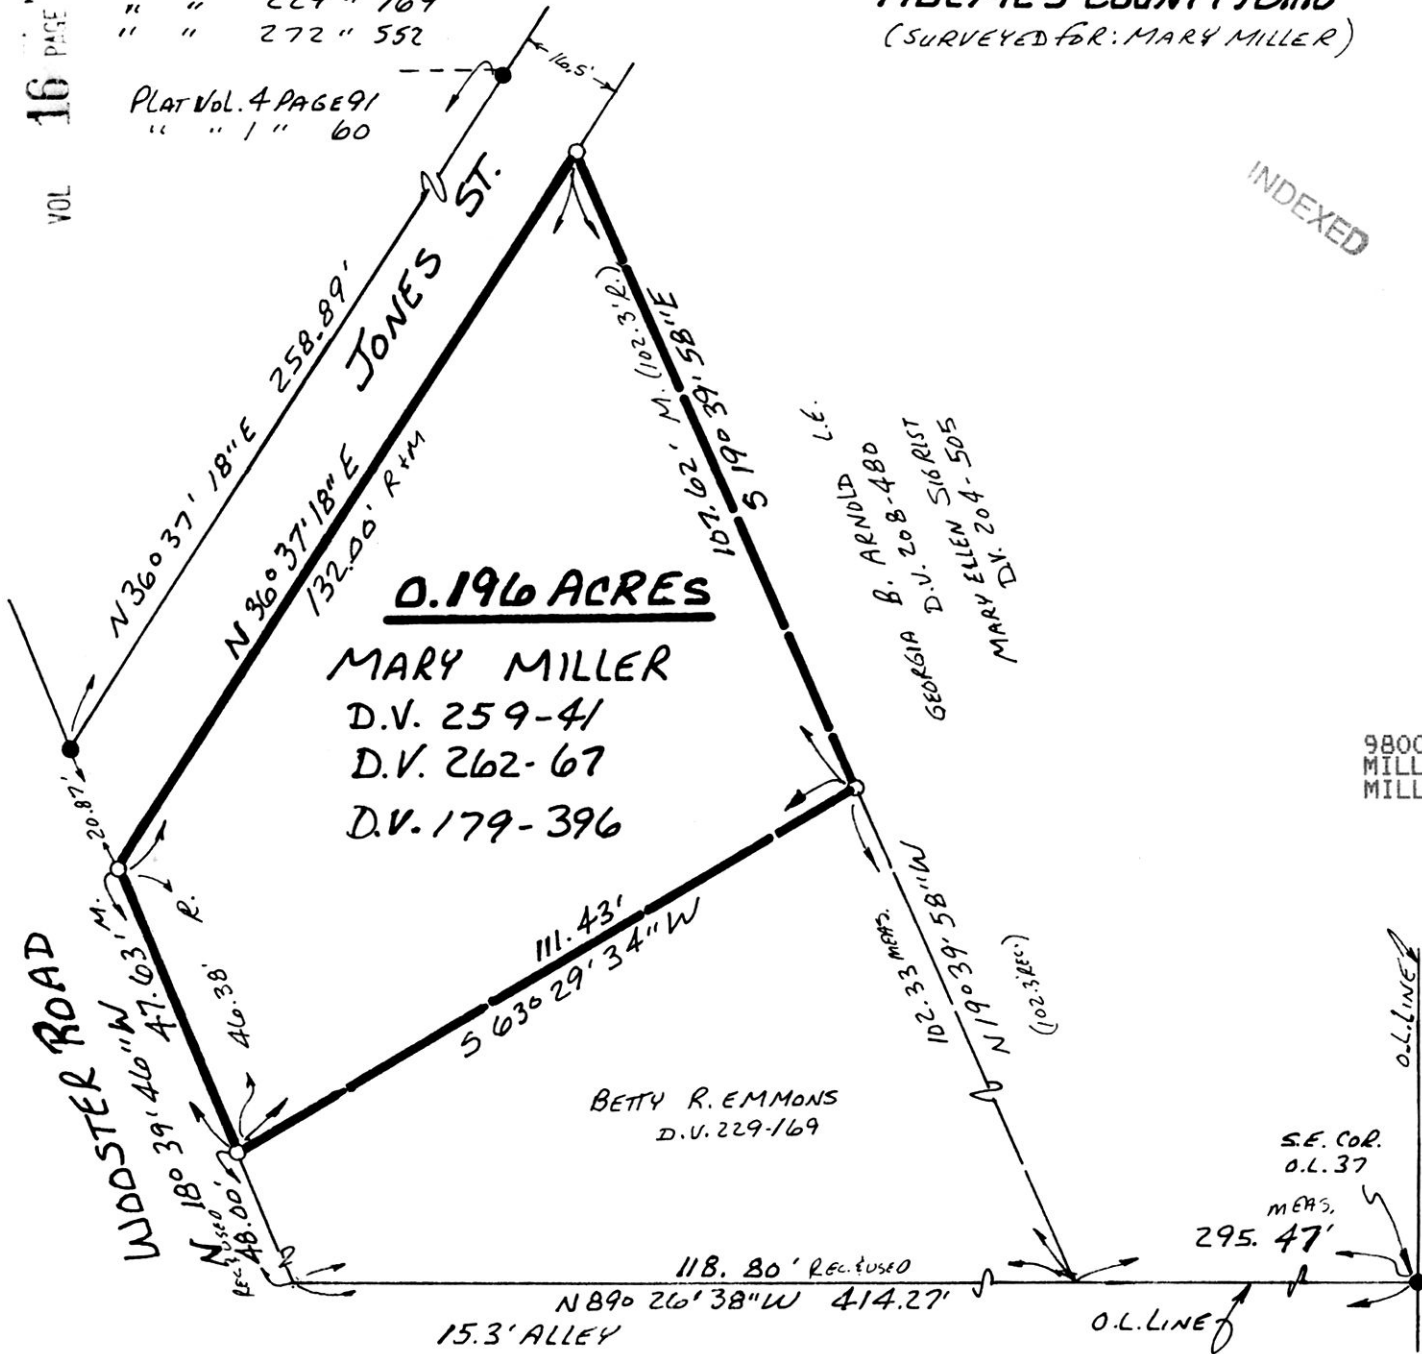 " " 229 " 169
" " 272 " 552
PLAT VOL. 4 PAGE 91
" " 1 " 60
VOL 16 PAGE
(SURVEYED FOR: MARY MILLER)
INDEXED
16.5'
JONES ST.
N 36° 37' 18" E 258.89'
N 36° 37' 18" E
132.00' R & M
107.62' M. (102.3' R.)
S 19° 39' 58" E
0.196 ACRES
MARY MILLER
D.V. 259-41
D.V. 262-67
D.V. 179-396
L.E.
GEORGIA B. ARNOLD
D.V. 208-480
MARY ELLEN SIGRIST
D.V. 204-505
9800
MILL
MILL
20.87'
WOOSTER ROAD
N 18° 39' 46" W
47.63' M.
46.38' R.
REC. & USED
48.00'
111.43'
S 63° 29' 34" W
102.33 MEAS.
N 19° 39' 58" W
(102.3 REC.)
BETTY R. EMMONS
D.V. 229-169
O.L. LINE
S.E. COR.
O.L. 37
MEAS.
295.47'
118.80' REC. & USED
N 89° 26' 38" W 414.27'
15.3' ALLEY
O.L. LINE